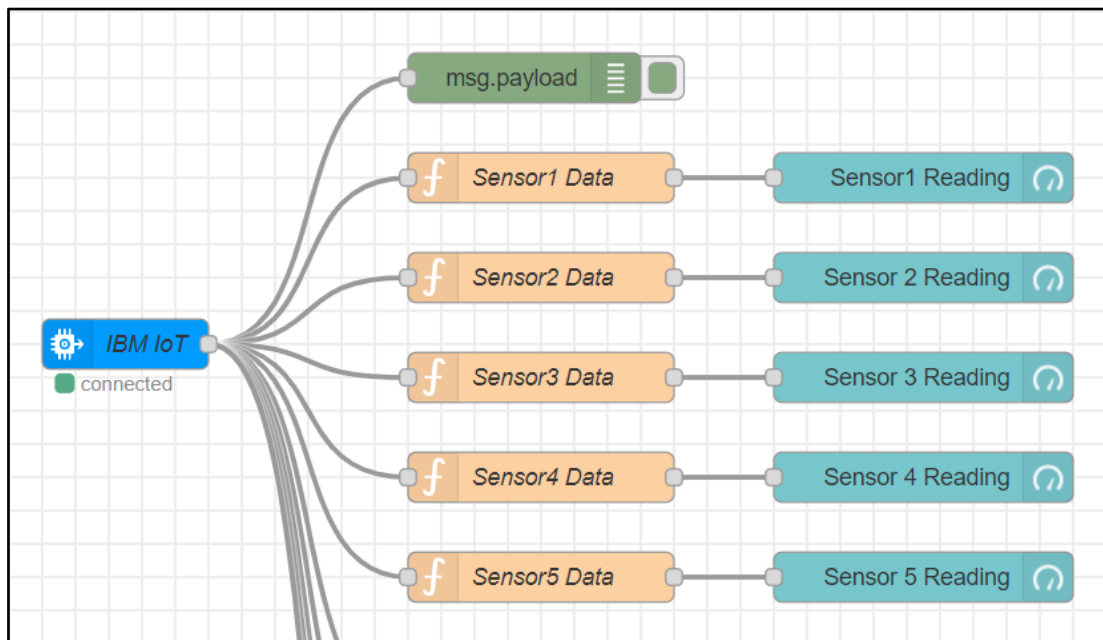 msg.payload
Sensor1 Data
Sensor1 Reading
Sensor2 Data
Sensor 2 Reading
IBM IoT
connected
Sensor3 Data
Sensor 3 Reading
Sensor4 Data
Sensor 4 Reading
Sensor5 Data
Sensor 5 Reading